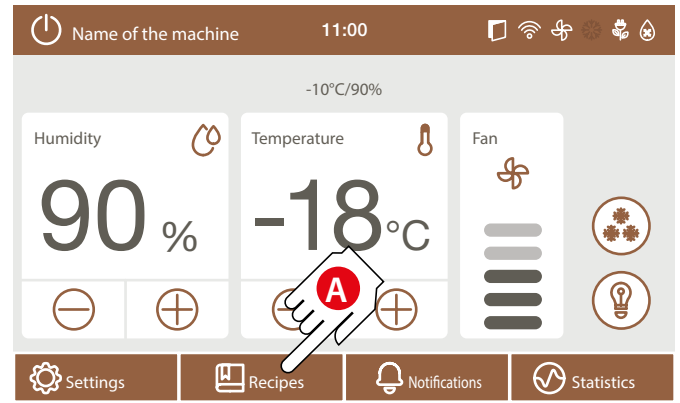 Name of the machine 11:00
-10°C/90%
Humidity Temperature Fan
90 % -18°C
A
Settings Recipes Notifications Statistics